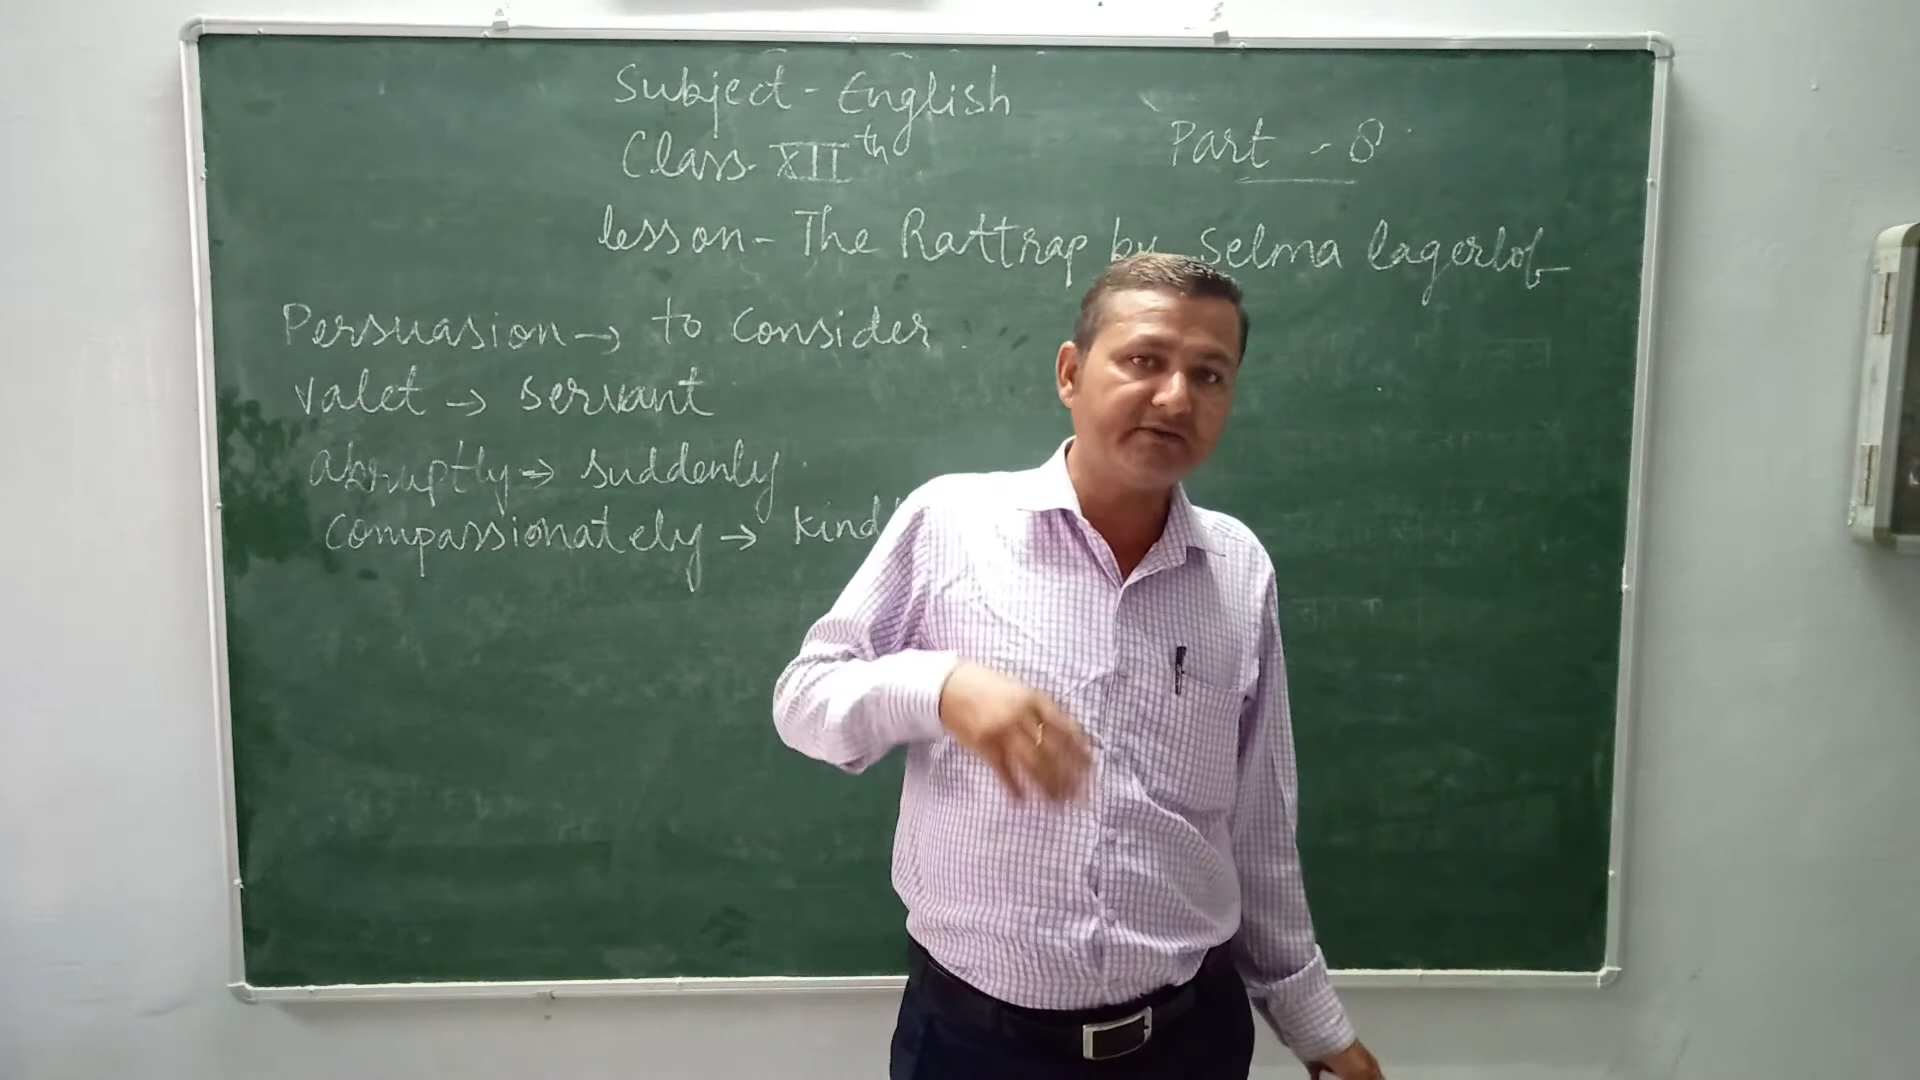 Subject - English
Class XIIth
Part - 8
lesson - The Rattrap by Selma lagerlof
Persuasion → to consider.
valet → servant
abruptly → suddenly.
compassionately → kind